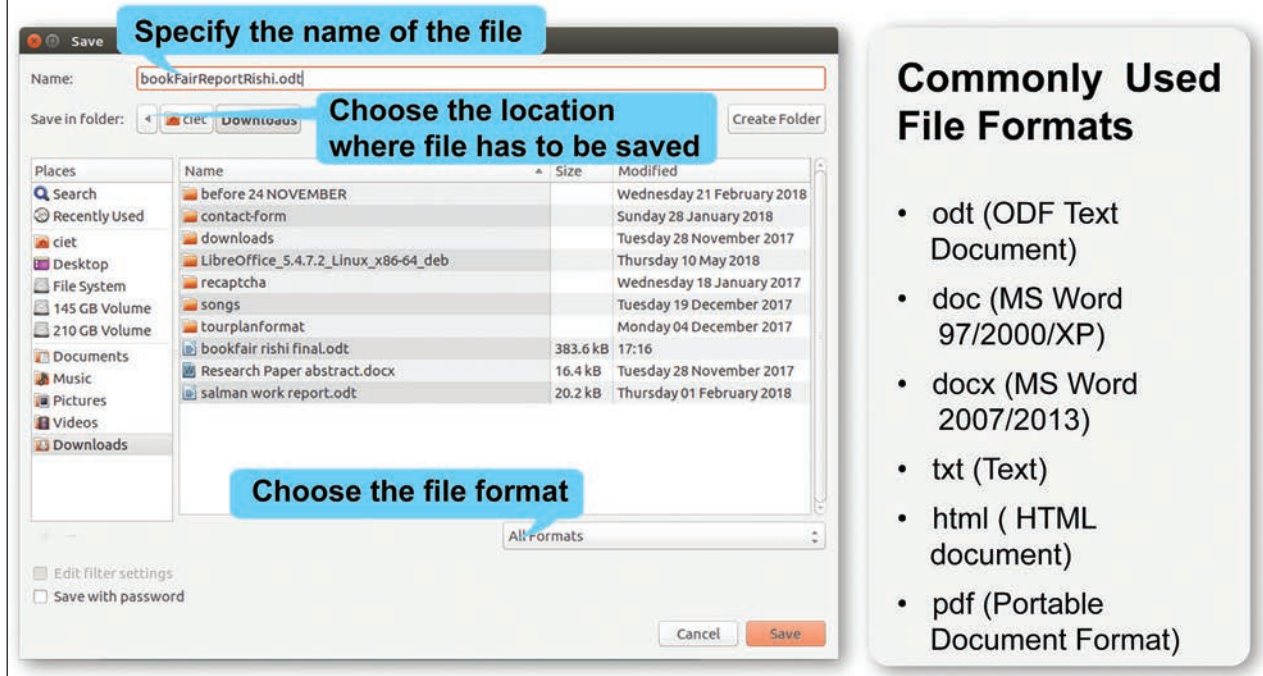 Specify the name of the file
Save
Name: bookFairReportRishi.odt
Choose the location
where file has to be saved
Save in folder: ciet Downloads Create Folder
Places Name Size Modified
Search before 24 NOVEMBER Wednesday 21 February 2018
Recently Used contact-form Sunday 28 January 2018
ciet downloads Tuesday 28 November 2017
Desktop LibreOffice_5.4.7.2_Linux_x86-64_deb Thursday 10 May 2018
File System recaptcha Wednesday 18 January 2017
145 GB Volume songs Tuesday 19 December 2017
210 GB Volume tourplanformat Monday 04 December 2017
Documents bookfair rishi final.odt 383.6 kB 17:16
Music Research Paper abstract.docx 16.4 kB Tuesday 28 November 2017
Pictures salman work report.odt 20.2 kB Thursday 01 February 2018
Videos
Downloads
Choose the file format
All Formats
Edit filter settings
Save with password
Cancel Save
Commonly Used
File Formats
• odt (ODF Text
Document)
• doc (MS Word
97/2000/XP)
• docx (MS Word
2007/2013)
• txt (Text)
• html ( HTML
document)
• pdf (Portable
Document Format)